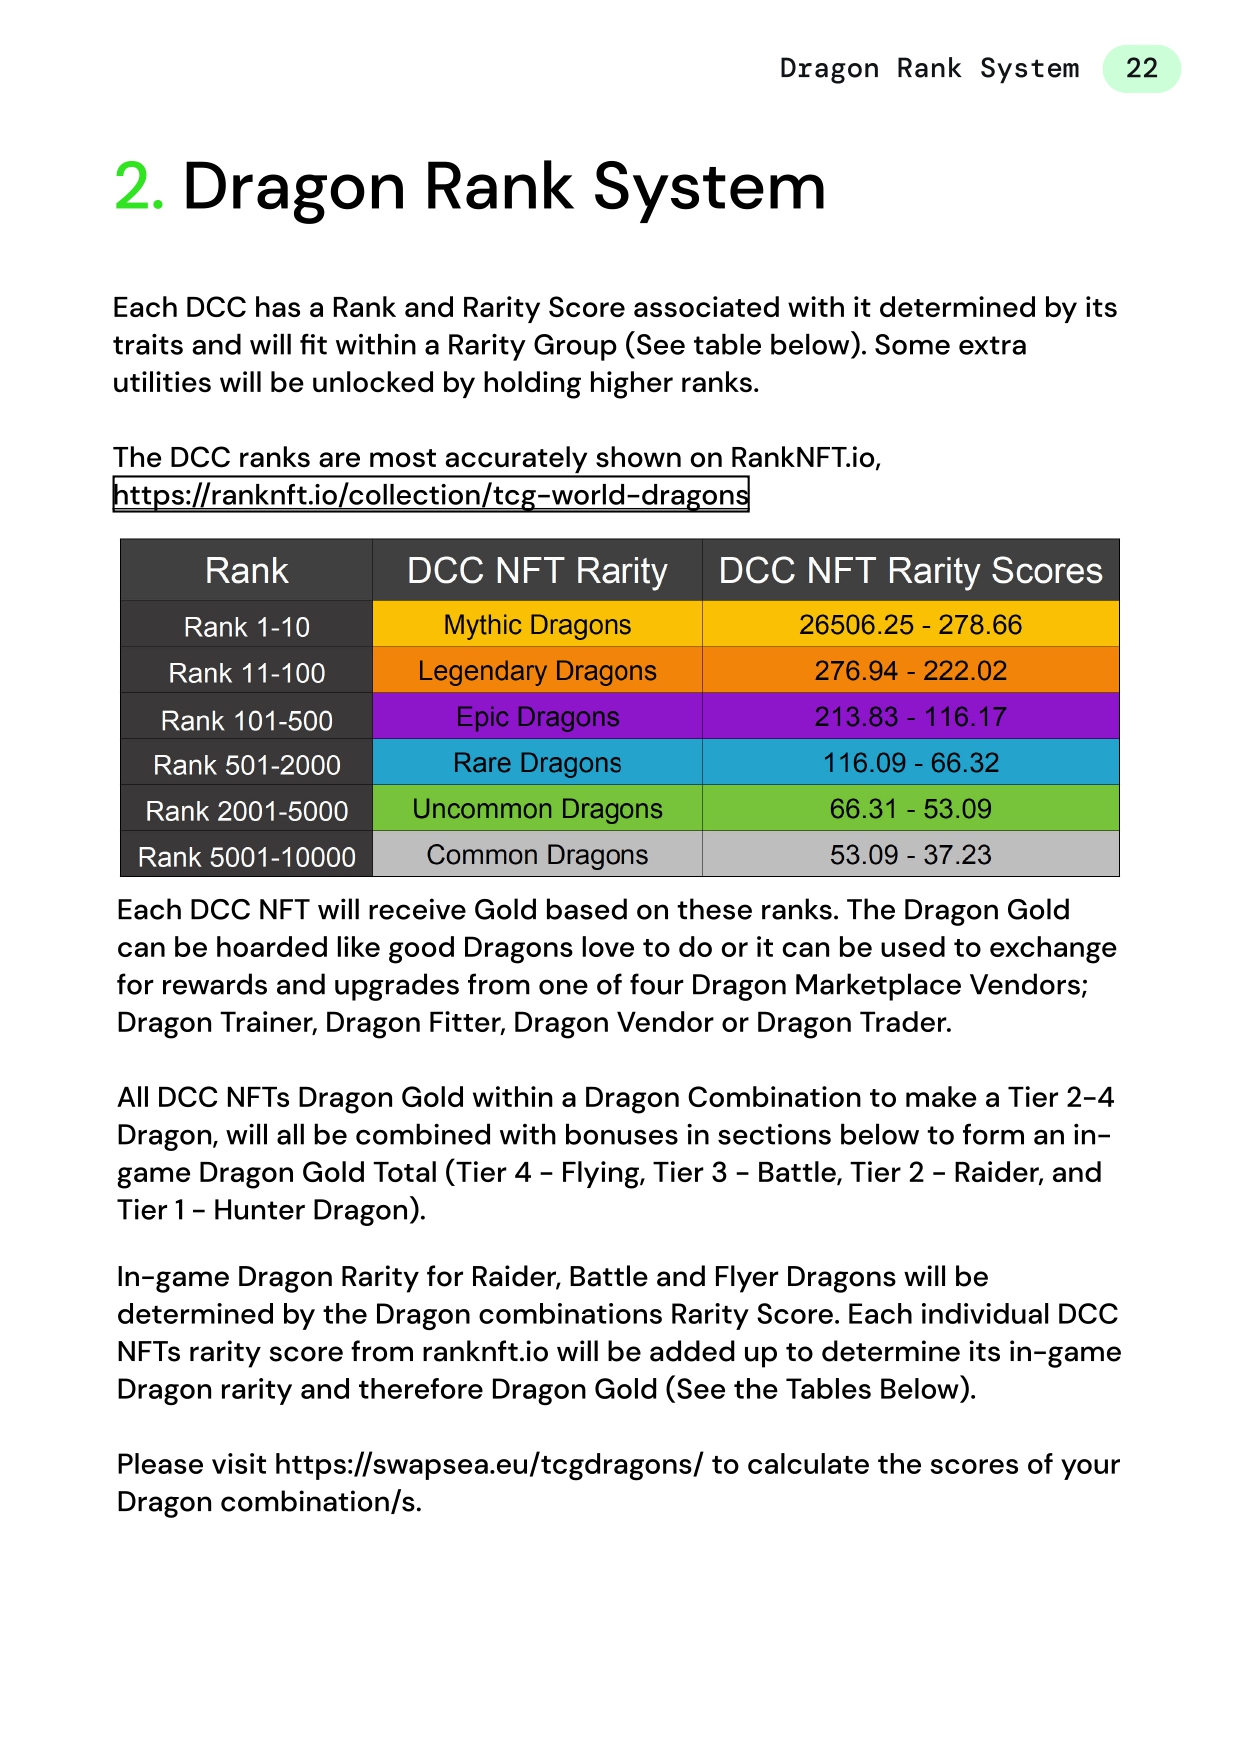 Dragon Rank System 22
2. Dragon Rank System
Each DCC has a Rank and Rarity Score associated with it determined by its
traits and will fit within a Rarity Group (See table below). Some extra
utilities will be unlocked by holding higher ranks.
The DCC ranks are most accurately shown on RankNFT.io,
https://ranknft.io/collection/tcg-world-dragons
Rank DCC NFT Rarity DCC NFT Rarity Scores
Rank 1-10 Mythic Dragons 26506.25 - 278.66
Rank 11-100 Legendary Dragons 276.94 - 222.02
Rank 101-500 Epic Dragons 213.83 - 116.17
Rank 501-2000 Rare Dragons 116.09 - 66.32
Rank 2001-5000 Uncommon Dragons 66.31 - 53.09
Rank 5001-10000 Common Dragons 53.09 - 37.23
Each DCC NFT will receive Gold based on these ranks. The Dragon Gold
can be hoarded like good Dragons love to do or it can be used to exchange
for rewards and upgrades from one of four Dragon Marketplace Vendors;
Dragon Trainer, Dragon Fitter, Dragon Vendor or Dragon Trader.
All DCC NFTs Dragon Gold within a Dragon Combination to make a Tier 2-4
Dragon, will all be combined with bonuses in sections below to form an in-
game Dragon Gold Total (Tier 4 - Flying, Tier 3 - Battle, Tier 2 - Raider, and
Tier 1 - Hunter Dragon).
In-game Dragon Rarity for Raider, Battle and Flyer Dragons will be
determined by the Dragon combinations Rarity Score. Each individual DCC
NFTs rarity score from ranknft.io will be added up to determine its in-game
Dragon rarity and therefore Dragon Gold (See the Tables Below).
Please visit https://swapsea.eu/tcgdragons/ to calculate the scores of your
Dragon combination/s.